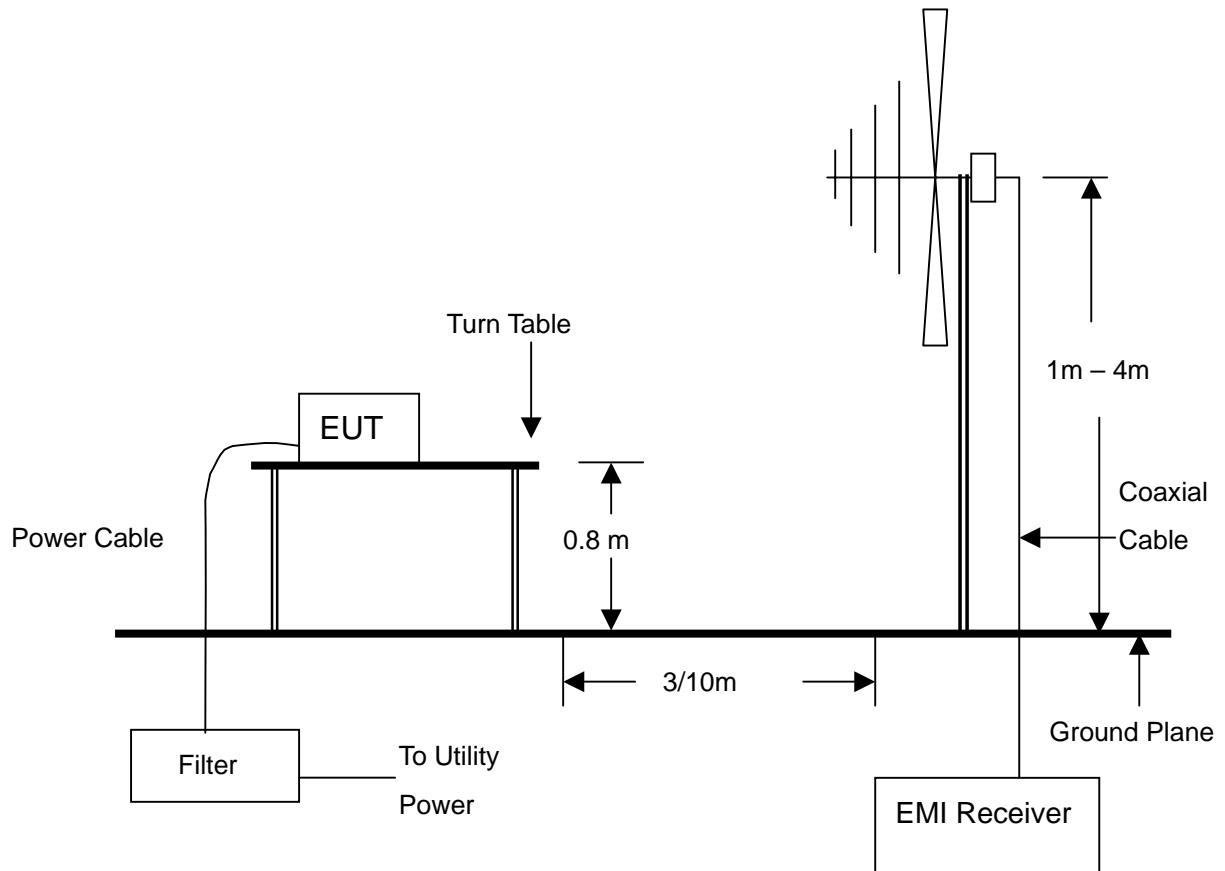 Turn Table
1m – 4m
EUT
Coaxial
Cable
Power Cable
0.8 m
3/10m
Ground Plane
Filter
To Utility
Power
EMI Receiver